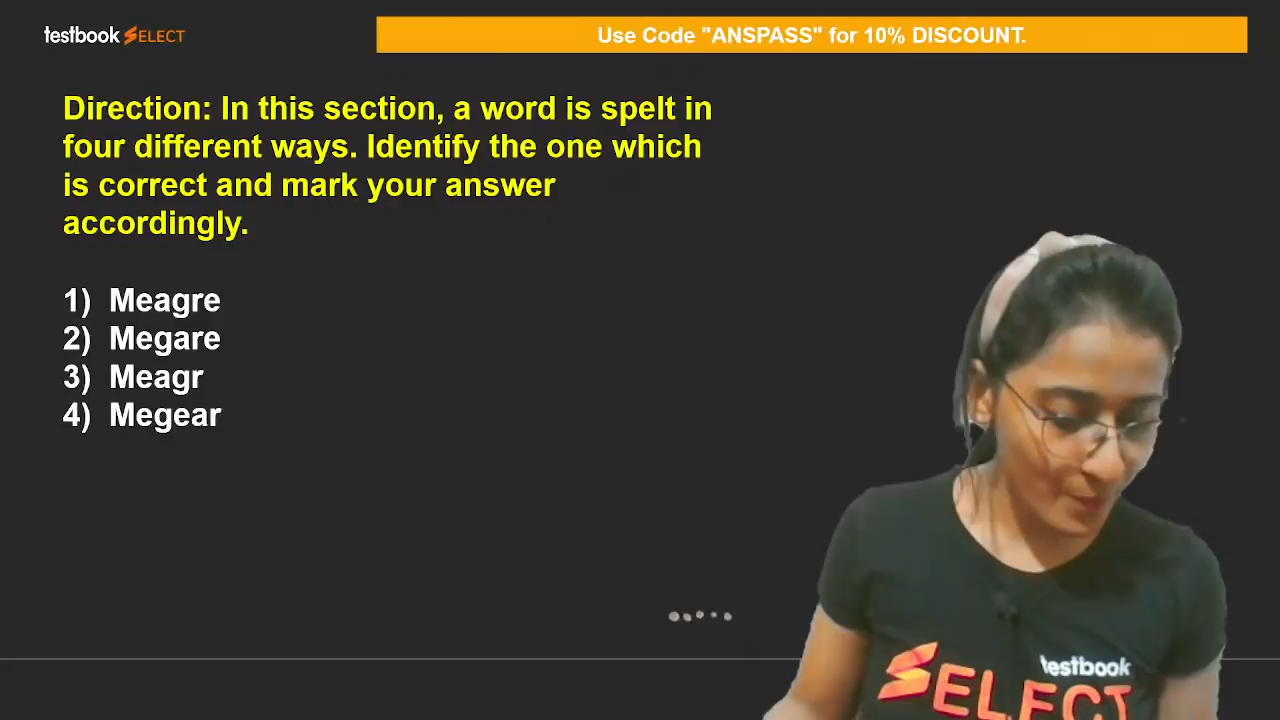 testbook SELECT
Use Code "ANSPASS" for 10% DISCOUNT.
Direction: In this section, a word is spelt in
four different ways. Identify the one which
is correct and mark your answer
accordingly.
1) Meagre
2) Megare
3) Meagr
4) Megear
testbook
SELECT